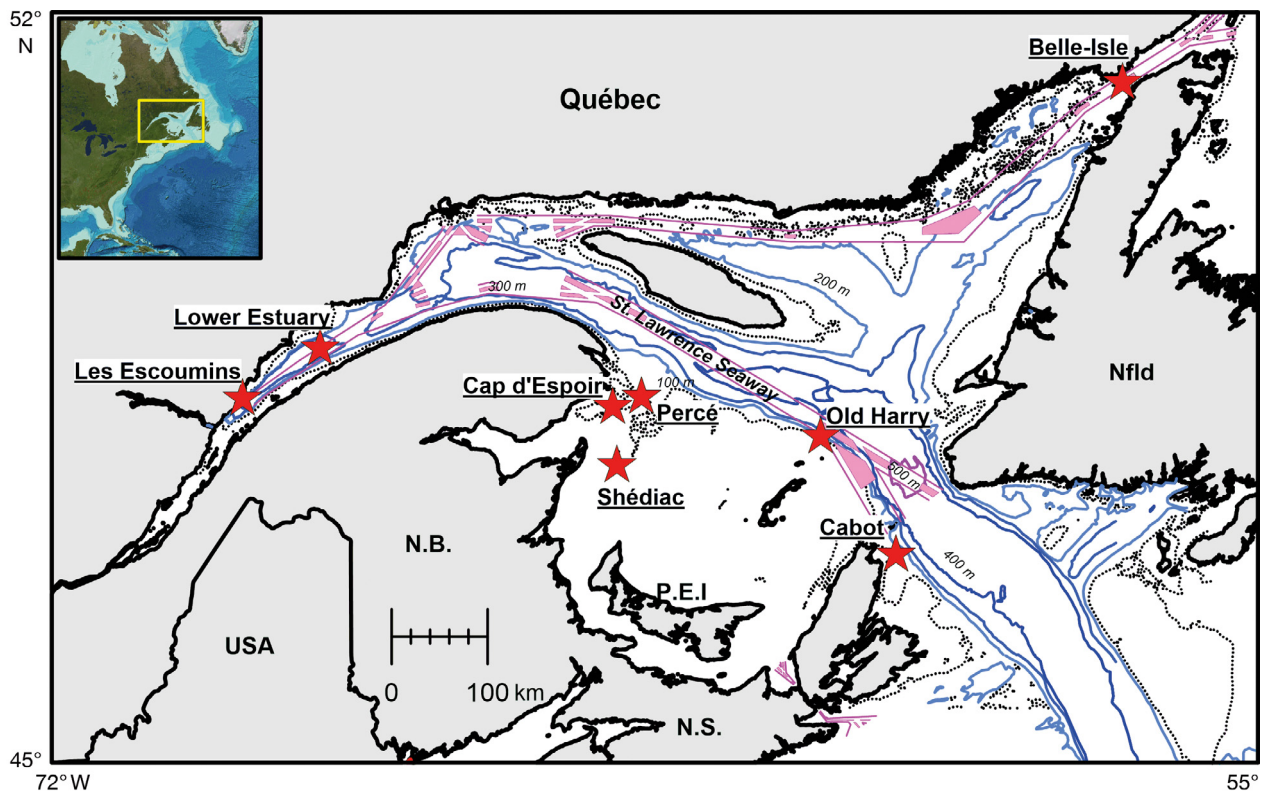 52°
N
Belle-Isle
Québec
200 m
300 m
St. Lawrence Seaway
Lower Estuary
Les Escoumins
Cap d'Espoir
100 m
Percé
Nfld
Old Harry
500 m
Shédiac
Cabot
N.B.
400 m
P.E.I
USA
0 100 km
N.S.
45°
72° W
55°